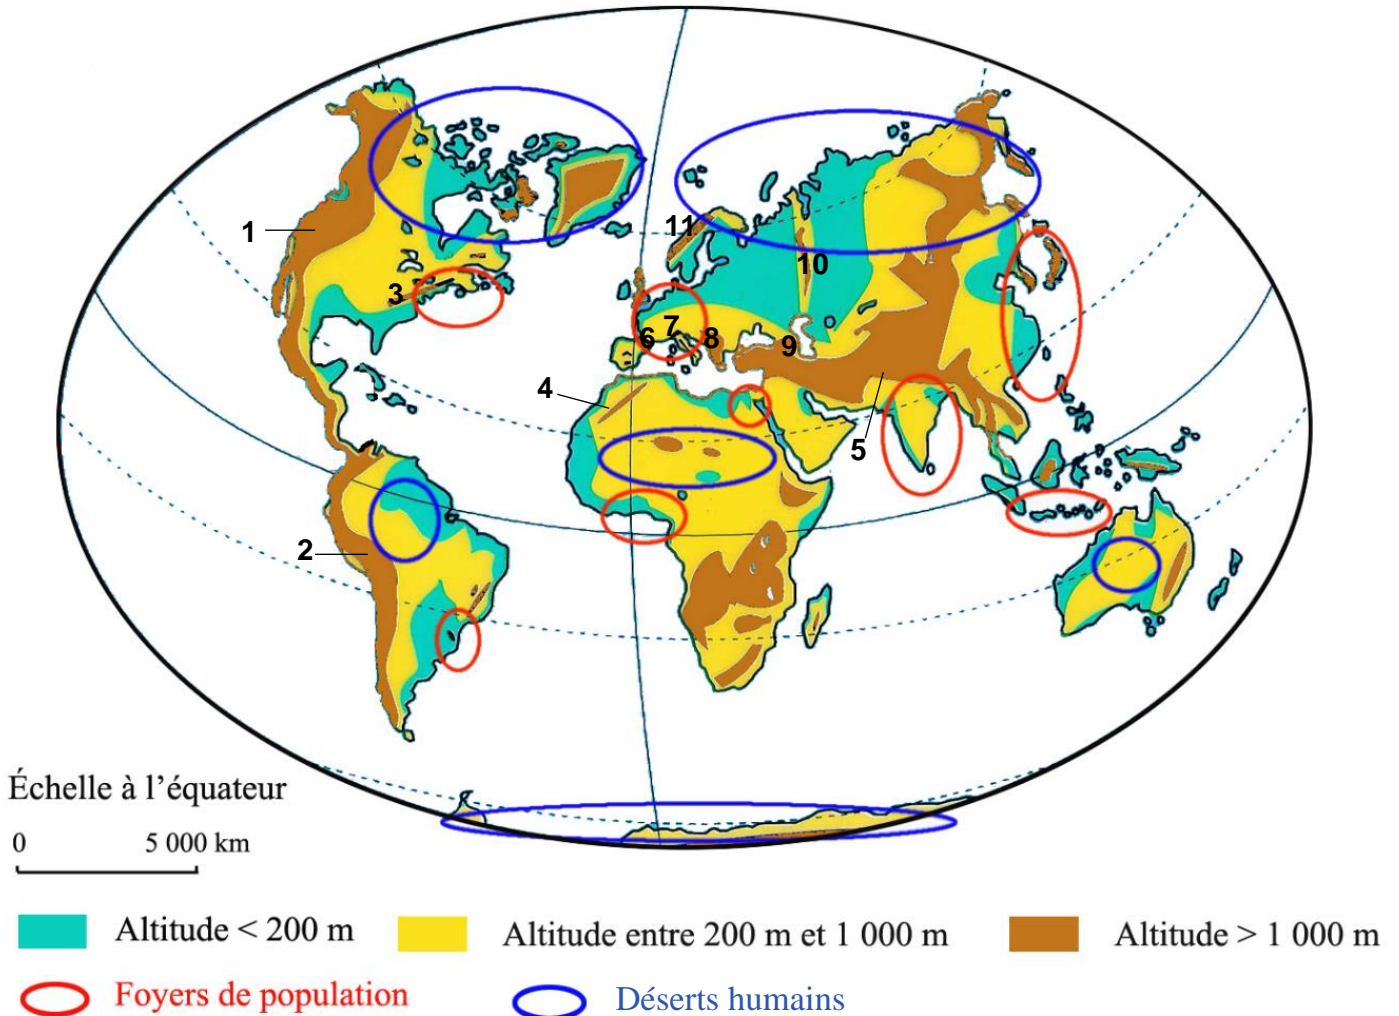 11
1
10
3
7
6
8
9
4
5
2
Échelle à l’équateur
0 5 000 km
Altitude < 200 m Altitude entre 200 m et 1 000 m Altitude > 1 000 m
Foyers de population Déserts humains